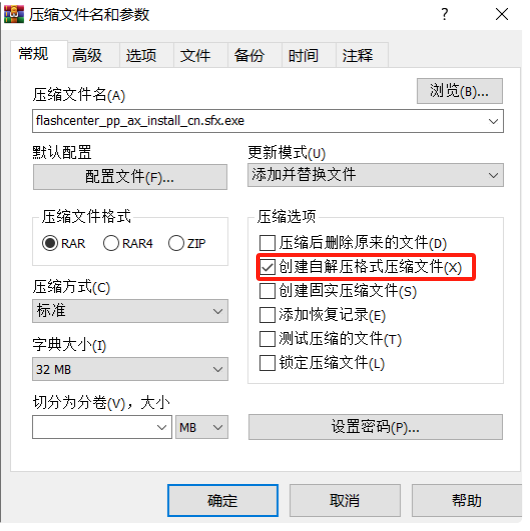 压缩文件名和参数
常规 高级 选项 文件 备份 时间 注释
压缩文件名(A)
浏览(B)...
flashcenter_pp_ax_install_cn.sfx.exe
默认配置
配置文件(F)...
更新模式(U)
添加并替换文件
压缩文件格式
RAR RAR4 ZIP
压缩方式(C)
标准
字典大小(I)
32 MB
切分为分卷(V)，大小
MB
压缩选项
压缩后删除原来的文件(D)
创建自解压格式压缩文件(X)
创建固实压缩文件(S)
添加恢复记录(E)
测试压缩的文件(T)
锁定压缩文件(L)
设置密码(P)...
确定 取消 帮助